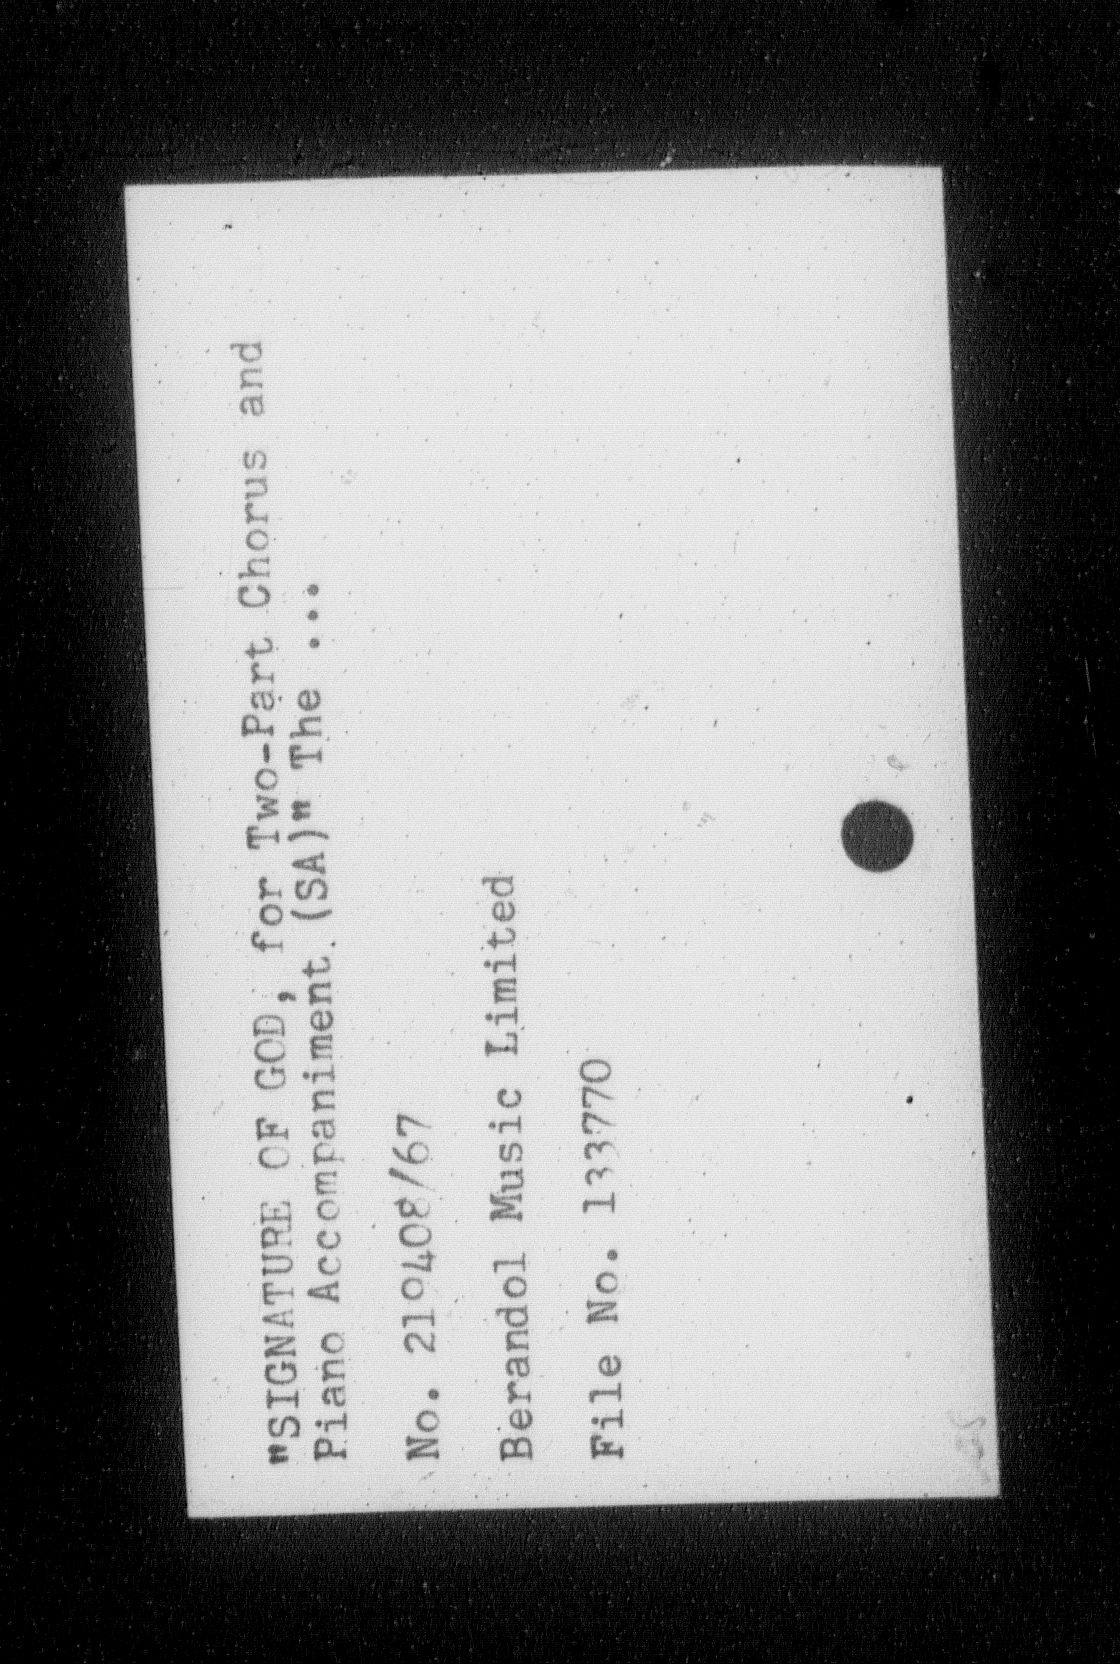 "SIGNATURE OF GOD, for Two-Part Chorus and
Piano Accompaniment. (SA)" The ...
No. 210408/67
Berandol Music Limited
File No. 133770